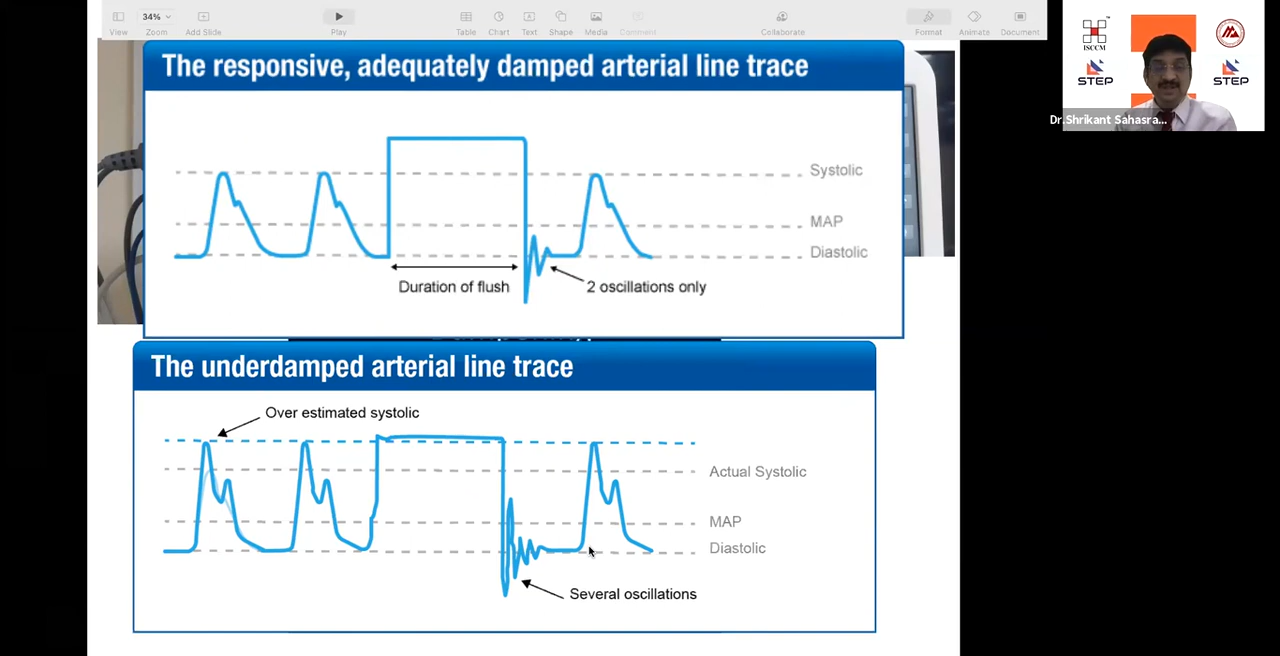 34%
View
Zoom
Add Slide
Play
Table
Chart
Text
Shape
Media
Comment
Collaborate
Format
Animate
Document
The responsive, adequately damped arterial line trace
Systolic
MAP
Diastolic
Duration of flush
2 oscillations only
The underdamped arterial line trace
Over estimated systolic
Actual Systolic
MAP
Diastolic
Several oscillations
ISCCM
STEP
STEP
Dr.Shrikant Sahasra...